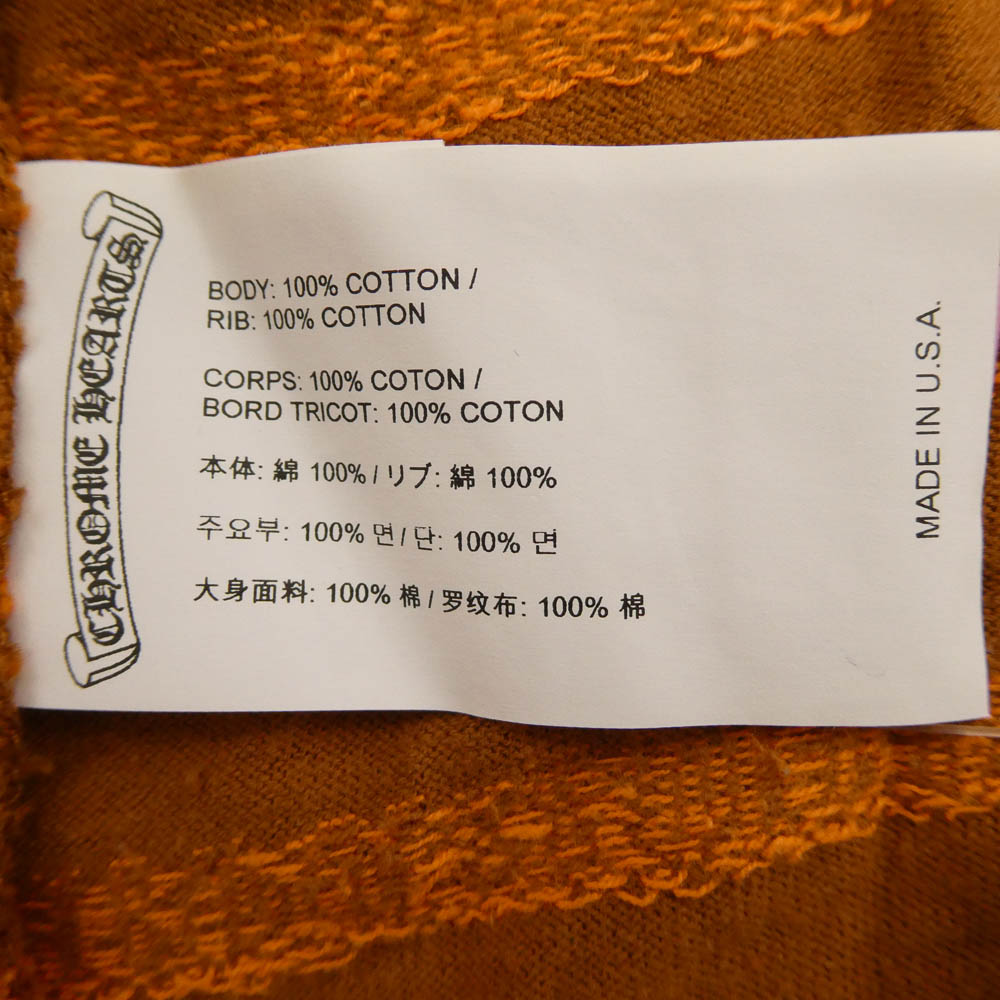 CHROME HEARTS
BODY: 100% COTTON /
RIB: 100% COTTON
CORPS: 100% COTON /
BORD TRICOT: 100% COTON
本体: 綿 100% / リブ: 綿 100%
주요부: 100% 면 / 단: 100% 면
大身面料: 100% 棉 / 罗纹布: 100% 棉
MADE IN U.S.A.